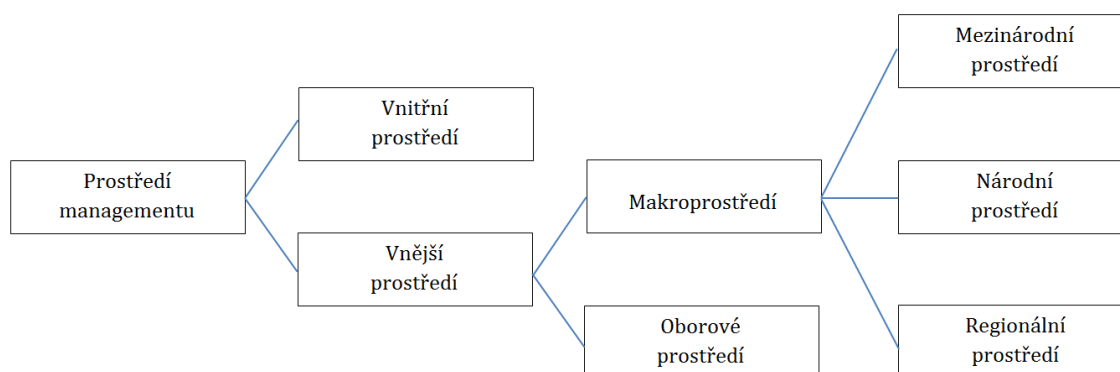 Prostředí
managementu
Vnitřní
prostředí
Vnější
prostředí
Makroprostředí
Oborové
prostředí
Mezinárodní
prostředí
Národní
prostředí
Regionální
prostředí